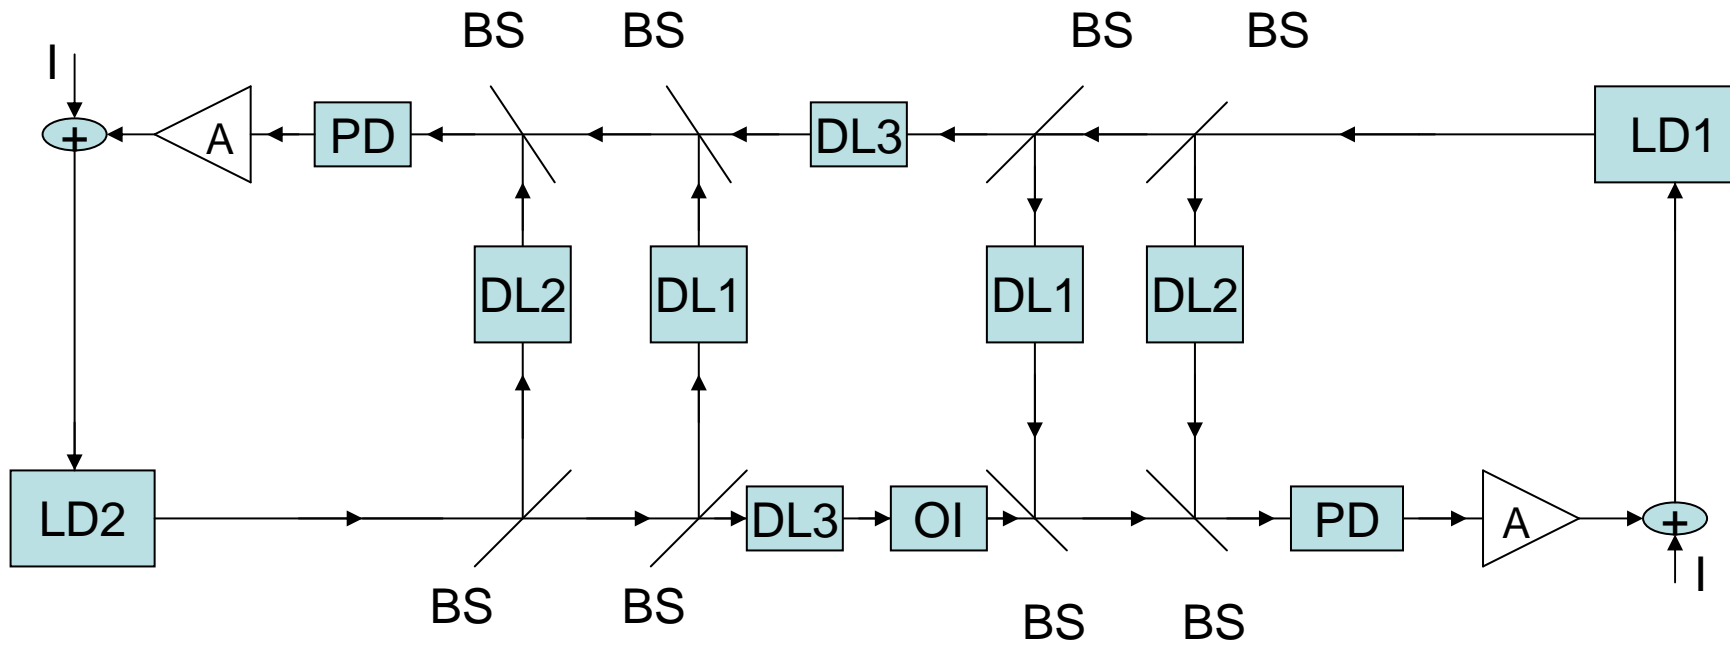 BS BS BS BS
I
+ A PD DL3 LD1
DL2 DL1 DL1 DL2
LD2 DL3 OI PD A +
I
BS BS BS BS